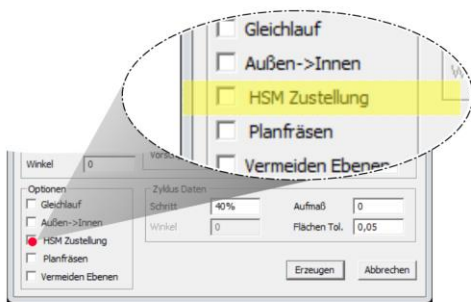 Gleichlauf
Außen->Innen
HSM Zustellung
Planfräsen
Vermeiden Ebenen
Winkel 0
Optionen
Gleichlauf
Außen->Innen
HSM Zustellung
Planfräsen
Vermeiden Ebenen
Zyklus Daten
Schritt 40% Aufmaß 0
Winkel 0 Flächen Tol. 0,05
Erzeugen Abbrechen